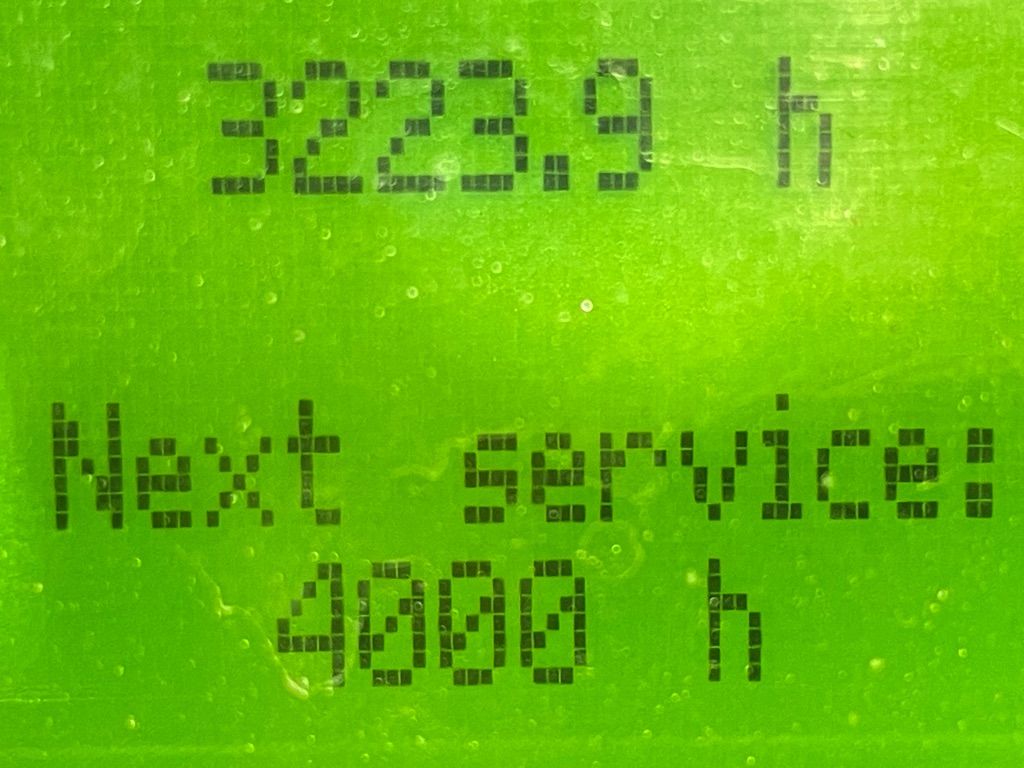 3223.9 h
Next service:
4000 h